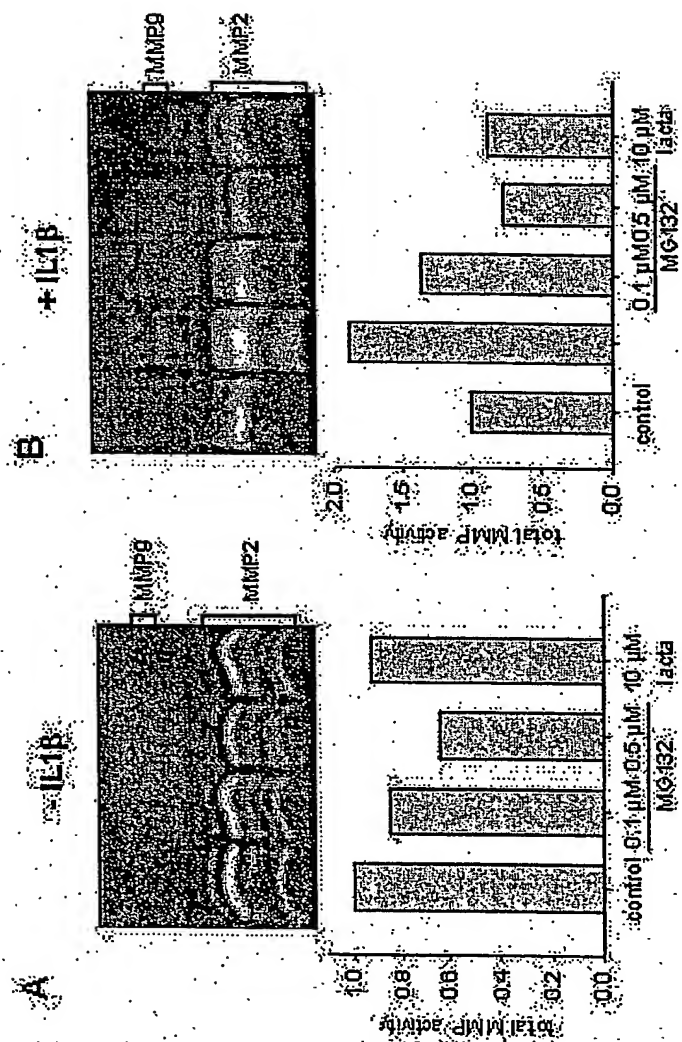 A
- IL1β
MMP9
MMP2
total MMP activity
1.0
0.8
0.6
0.4
0.2
0.0
control 0.1 µM 0.5 µM 10 µM
MG132 lacta
B
+ IL1β
MMP9
MMP2
total MMP activity
2.0
1.5
1.0
0.5
0.0
control 0.1 µM 0.5 µM 10 µM
MG132 lacta